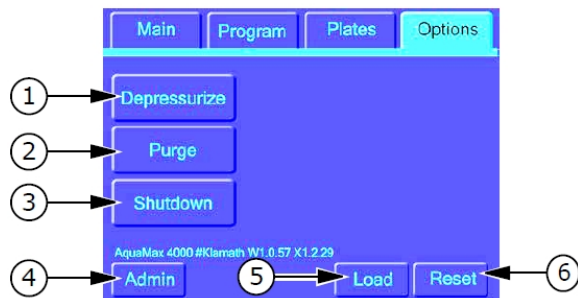 Main Program Plates Options
1 Depressurize
2 Purge
3 Shutdown
AquaMax 4000 #Klamath W1.0.57 X1.2.29
4 Admin 5 Load Reset 6